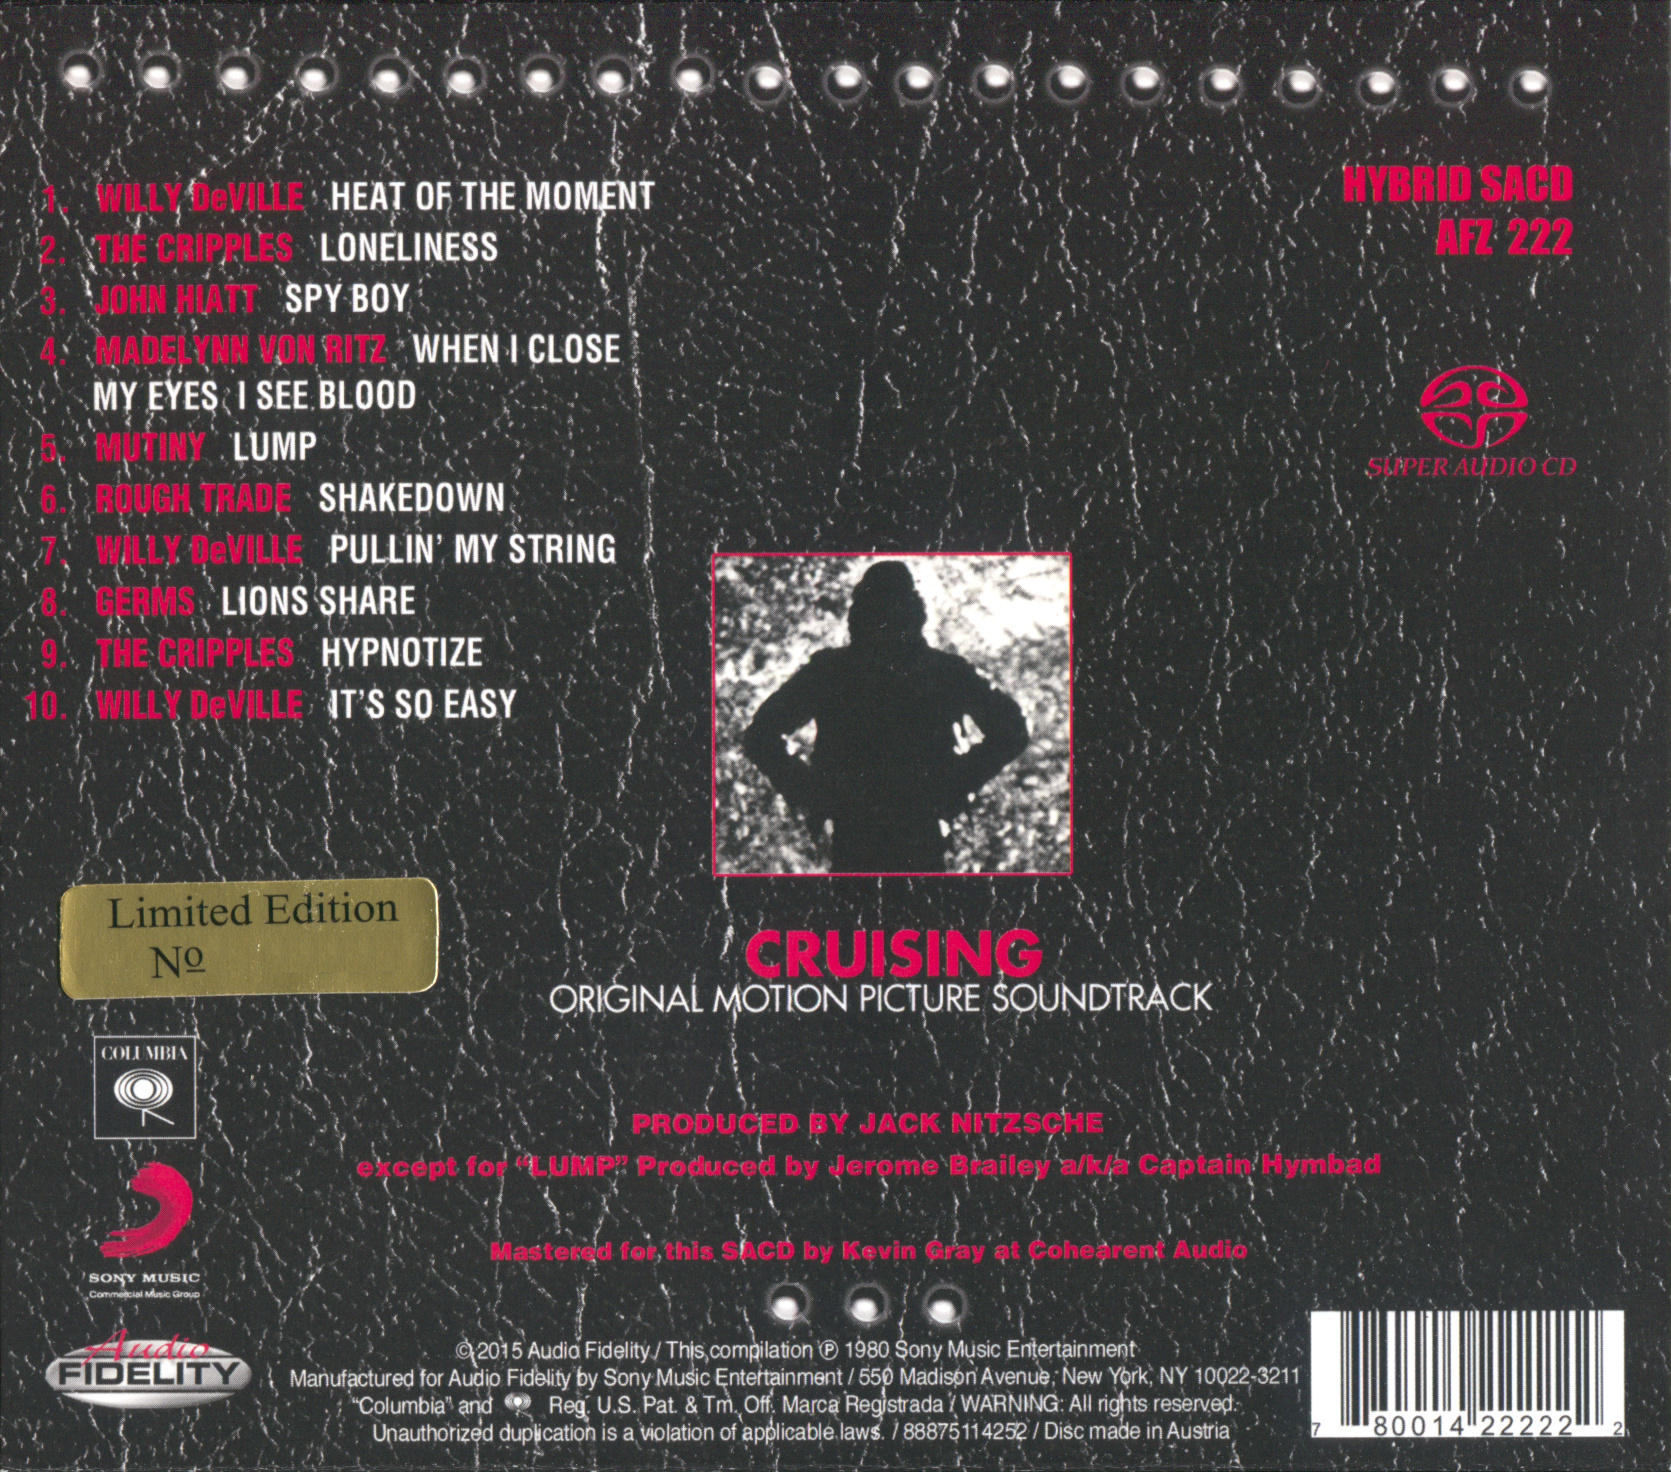 1. WILLY DeVILLE HEAT OF THE MOMENT
2. THE CRIPPLES LONELINESS
3. JOHN HIATT SPY BOY
4. MADELYNN VON RITZ WHEN I CLOSE
MY EYES I SEE BLOOD
5. MUTINY LUMP
6. ROUGH TRADE SHAKEDOWN
7. WILLY DeVILLE PULLIN' MY STRING
8. GERMS LIONS SHARE
9. THE CRIPPLES HYPNOTIZE
10. WILLY DeVILLE IT'S SO EASY
HYBRID SACD
AFZ 222
SUPER AUDIO CD
Limited Edition
Nº
CRUISING
ORIGINAL MOTION PICTURE SOUNDTRACK
COLUMBIA
PRODUCED BY JACK NITZSCHE
except for “LUMP” Produced by Jerome Brailey a/k/a Captain Hymbad
Mastered for this SACD by Kevin Gray at Cohearent Audio
SONY MUSIC
Commercial Music Group
Audio
FIDELITY
©2015 Audio Fidelity / This compilation ℗ 1980 Sony Music Entertainment
Manufactured for Audio Fidelity by Sony Music Entertainment / 550 Madison Avenue, New York, NY 10022-3211
“Columbia” and Reg. U.S. Pat. & Tm. Off. Marca Registrada / WARNING: All rights reserved.
Unauthorized duplication is a violation of applicable laws. / 88875114252 / Disc made in Austria
7 80014 22222 2